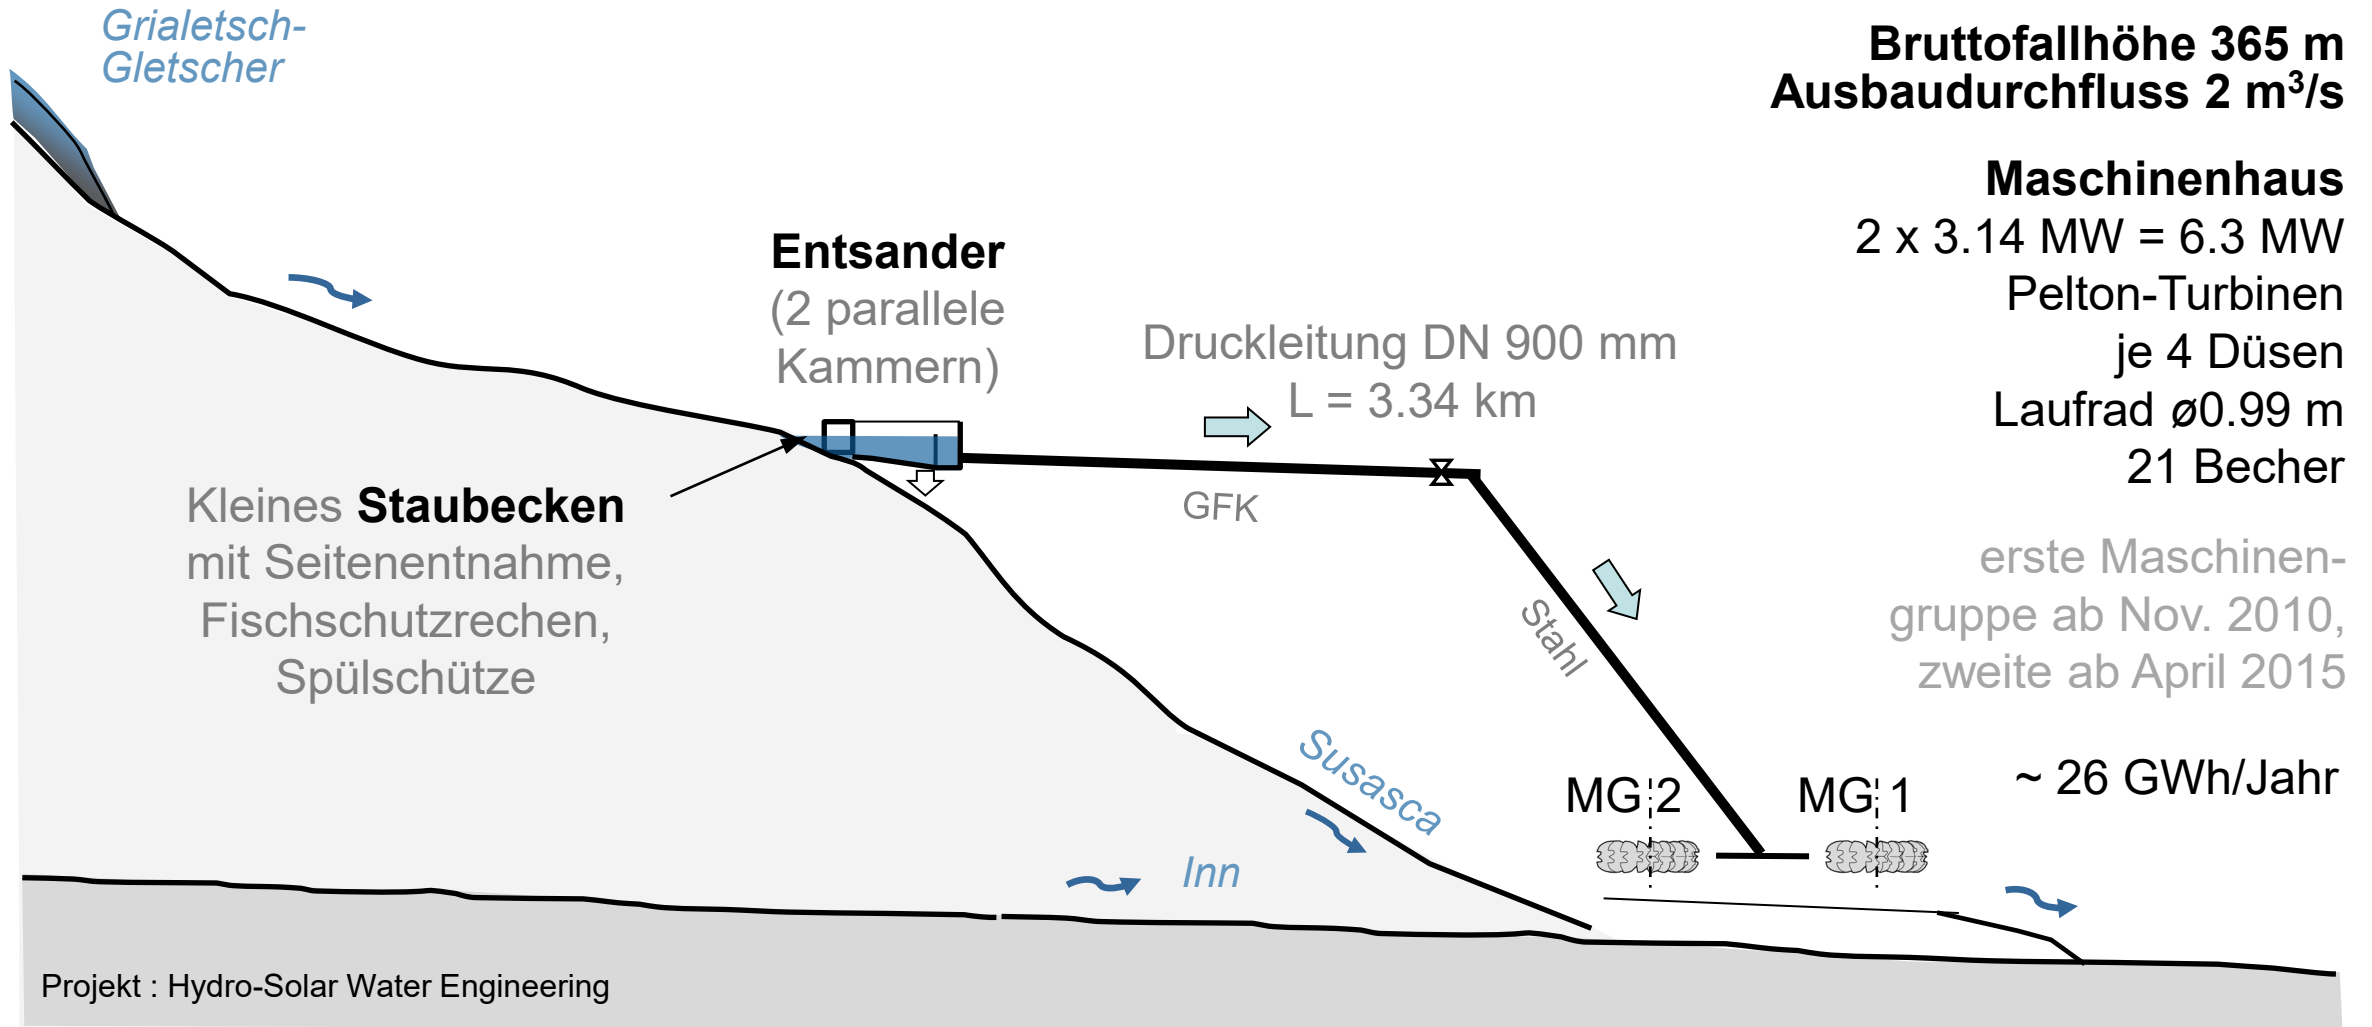 Grialetsch-
Gletscher
Bruttofallhöhe 365 m
Ausbaudurchfluss 2 m³/s
Maschinenhaus
2 x 3.14 MW = 6.3 MW
Pelton-Turbinen
je 4 Düsen
Laufrad ø0.99 m
21 Becher
erste Maschinen-
gruppe ab Nov. 2010,
zweite ab April 2015
~ 26 GWh/Jahr
Entsander
(2 parallele
Kammern)
Druckleitung DN 900 mm
L = 3.34 km
GFK
Stahl
Kleines Staubecken
mit Seitenentnahme,
Fischschutzrechen,
Spülschütze
Susasca
MG 2
MG 1
Inn
Projekt : Hydro-Solar Water Engineering